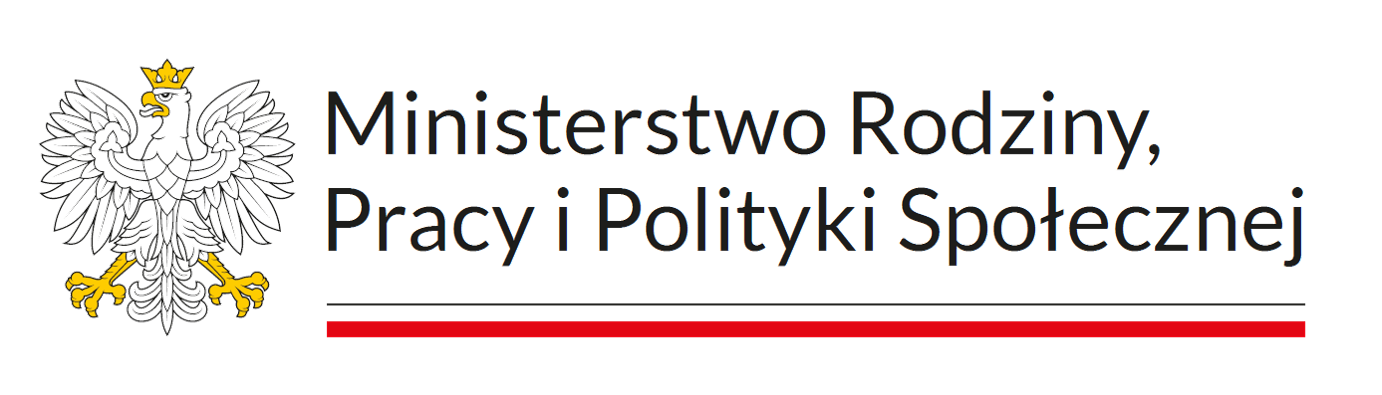 Ministerstwo Rodziny,
Pracy i Polityki Społecznej